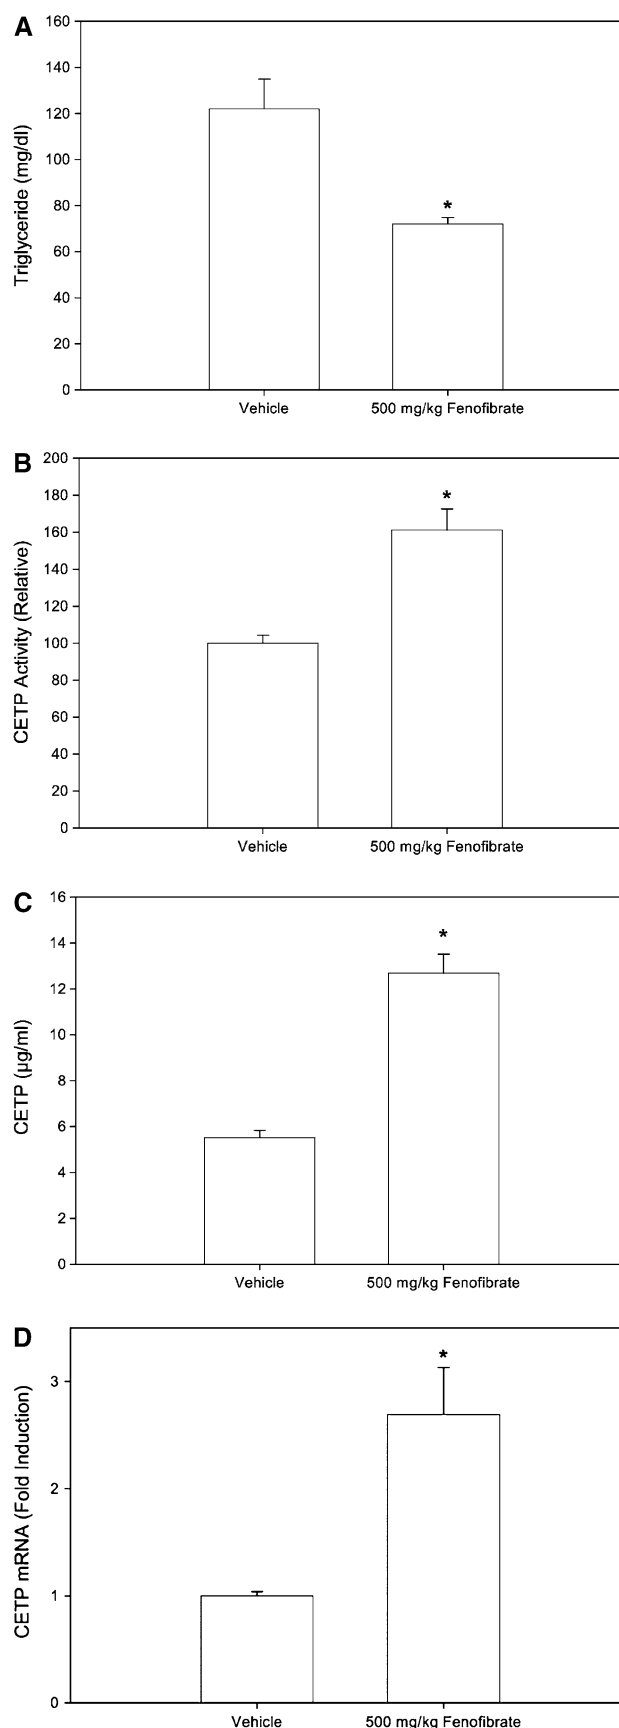 A
Triglyceride (mg/dl)
160
140
120
100
80
60
40
20
0
*
Vehicle
500 mg/kg Fenofibrate
B
CETP Activity (Relative)
200
180
160
140
120
100
80
60
40
20
0
*
Vehicle
500 mg/kg Fenofibrate
C
CETP (µg/ml)
16
14
12
10
8
6
4
2
0
*
Vehicle
500 mg/kg Fenofibrate
D
CETP mRNA (Fold Induction)
3
2
1
0
*
Vehicle
500 mg/kg Fenofibrate